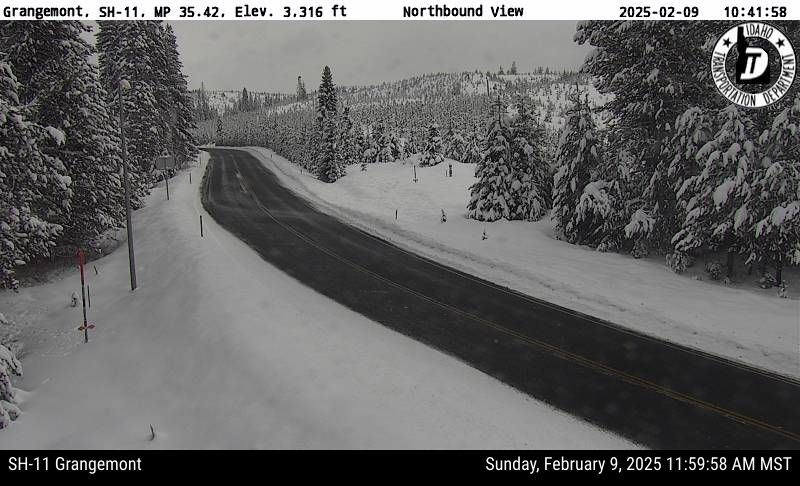 Grangemont, SH-11, MP 35.42, Elev. 3,316 ft Northbound View 2025-02-09 10:41:58
IDAHO
TRANSPORTATION DEPARTMENT
SH-11 Grangemont Sunday, February 9, 2025 11:59:58 AM MST